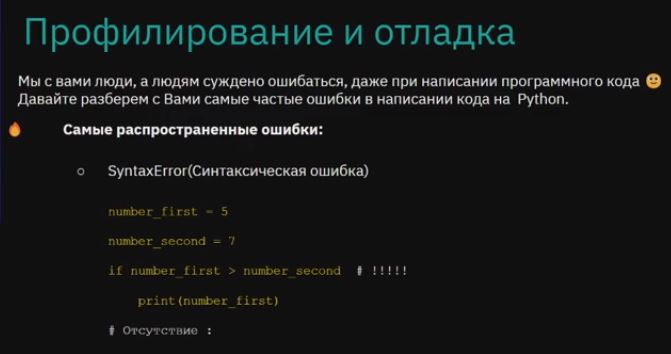 Профилирование и отладка
Мы с вами люди, а людям суждено ошибаться, даже при написании программного кода 🙂
Давайте разберем с Вами самые частые ошибки в написании кода на Python.
🔥 Самые распространенные ошибки:
○ SyntaxError(Синтаксическая ошибка)
number_first = 5
number_second = 7
if number_first > number_second # !!!!!
print(number_first)
# Отсутствие :